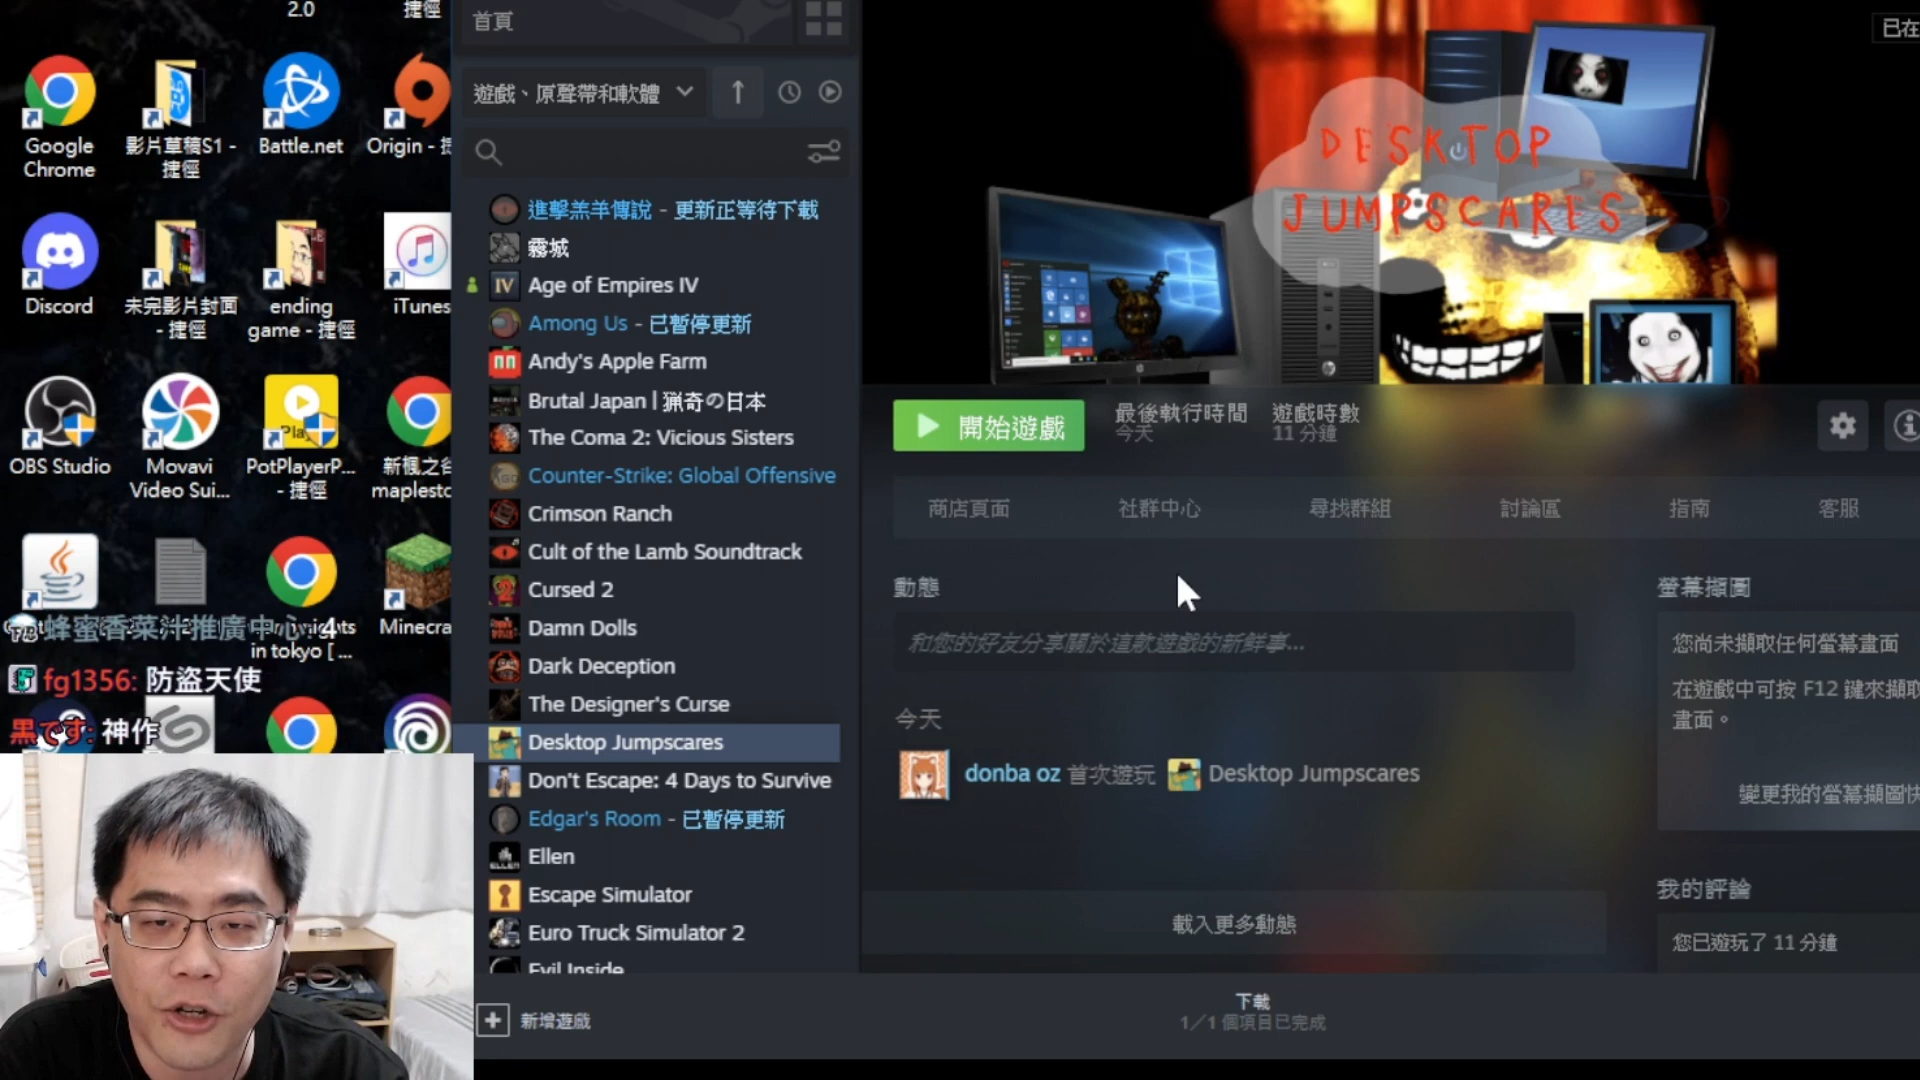 2.0
捷徑
Google
Chrome
影片草稿S1 -
捷徑
Battle.net
Origin - 捷
Discord
未完影片封面
- 捷徑
ending
game - 捷徑
iTunes
OBS Studio
Movavi
Video Sui...
PotPlayerP...
- 捷徑
新楓之谷
maplesto
蜂蜜香菜汁推廣中心: 4
in tokyo [ ...
Minecra
fg1356: 防盜天使
黒です: 神作
首頁
遊戲、原聲帶和軟體
進擊羔羊傳說 - 更新正等待下載
霧城
Age of Empires IV
Among Us - 已暫停更新
Andy's Apple Farm
Brutal Japan | 猟奇の日本
The Coma 2: Vicious Sisters
Counter-Strike: Global Offensive
Crimson Ranch
Cult of the Lamb Soundtrack
Cursed 2
Damn Dolls
Dark Deception
The Designer's Curse
Desktop Jumpscares
Don't Escape: 4 Days to Survive
Edgar's Room - 已暫停更新
Ellen
Escape Simulator
Euro Truck Simulator 2
Evil Inside
新增遊戲
已在
DESKTOP
JUMPSCARES
開始遊戲
最後執行時間
今天
遊戲時數
11 分鐘
商店頁面
社群中心
尋找群組
討論區
指南
客服
動態
和您的好友分享關於這款遊戲的新鮮事...
今天
donba oz 首次遊玩 Desktop Jumpscares
載入更多動態
螢幕擷圖
您尚未擷取任何螢幕畫面
在遊戲中可按 F12 鍵來擷取
畫面。
變更我的螢幕擷圖快
我的評論
您已遊玩了 11 分鐘
下載
1／1 個項目已完成